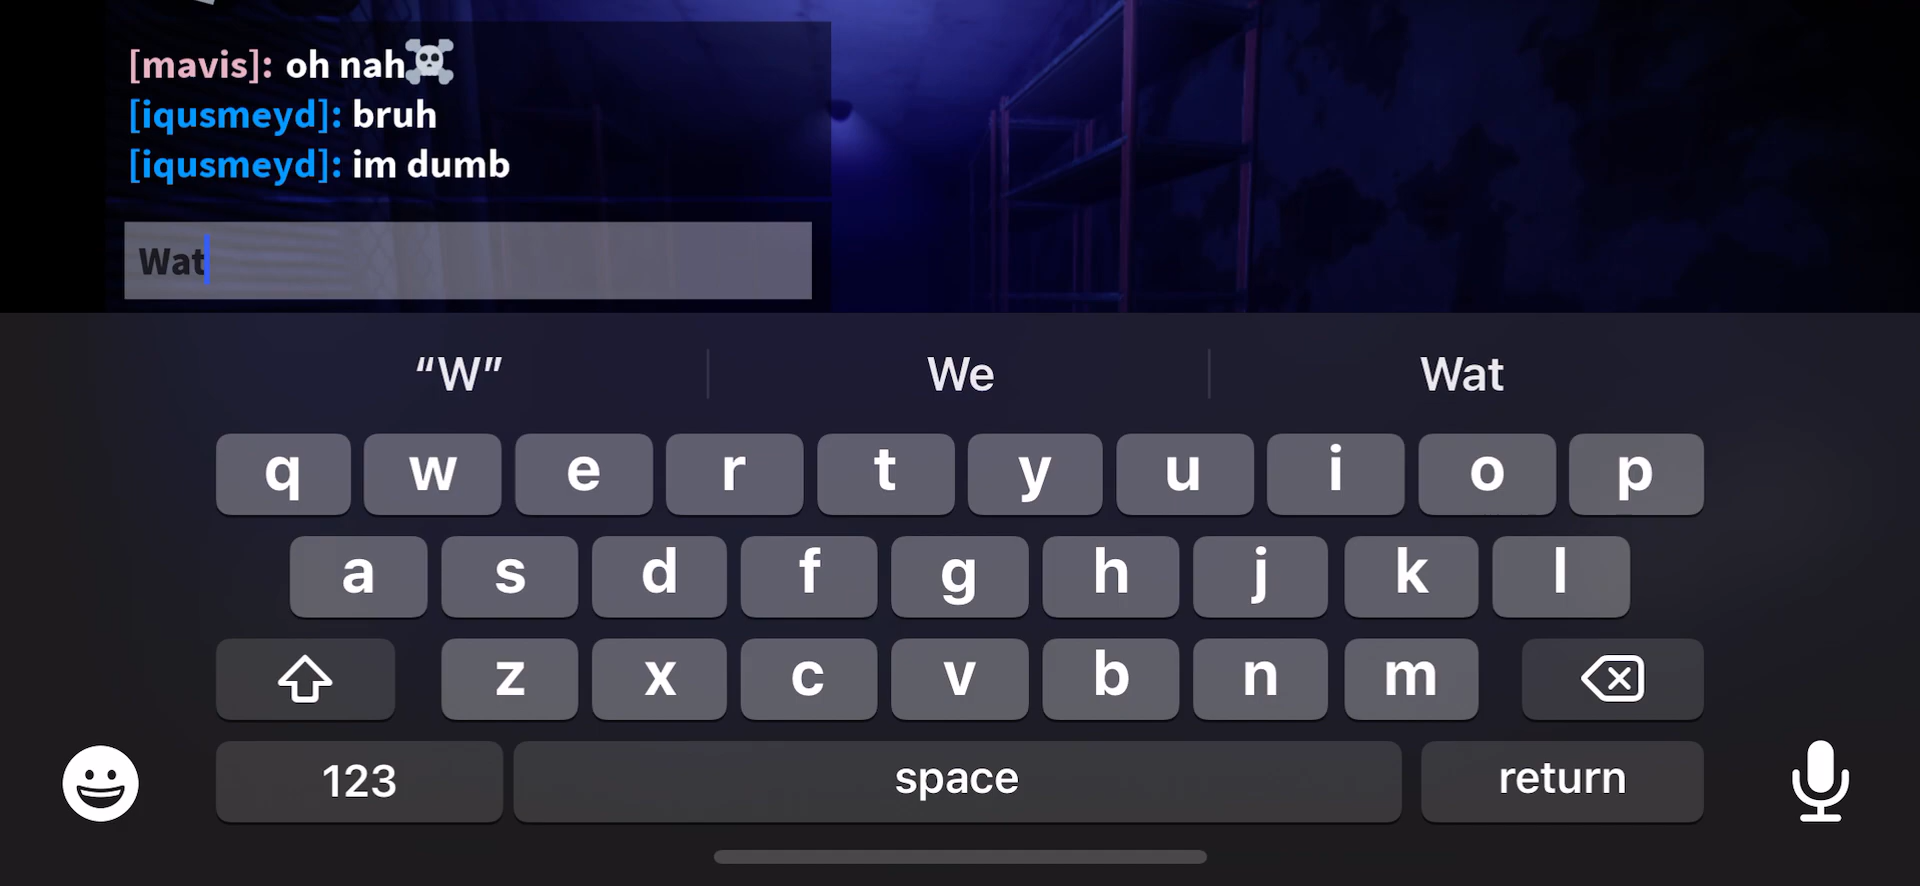 [mavis]: oh nah☠️
[iqusmeyd]: bruh
[iqusmeyd]: im dumb
Wat
“W” We Wat
q w e r t y u i o p
a s d f g h j k l
z x c v b n m
123 space return